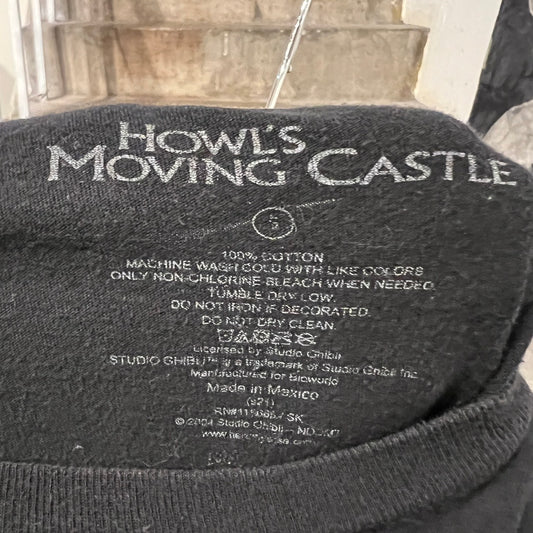 HOWL'S
MOVING CASTLE
S
100% COTTON
MACHINE WASH COLD WITH LIKE COLORS
ONLY NON-CHLORINE BLEACH WHEN NEEDED.
TUMBLE DRY LOW.
DO NOT IRON IF DECORATED.
DO NOT DRY CLEAN.
Licensed by Studio Ghibli
STUDIO GHIBLI™ is a trademark of Studio Ghibli Inc.
Manufactured for Bioworld
Made in Mexico
(s21)
SK
© 2004 Studio Ghibli -